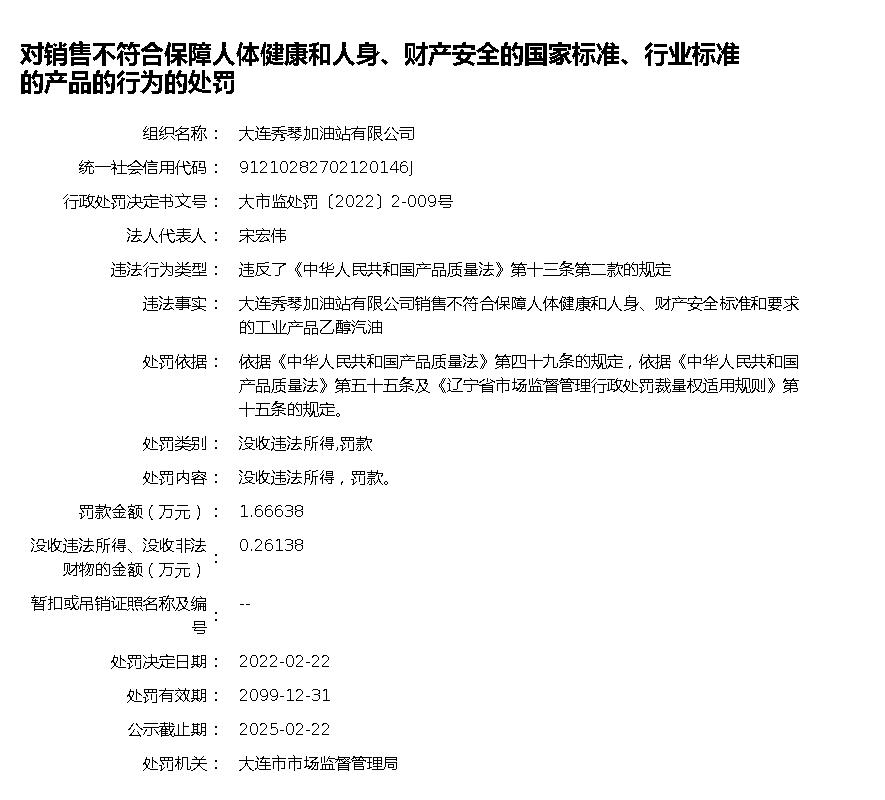 对销售不符合保障人体健康和人身、财产安全的国家标准、行业标准
的产品的行为的处罚
组织名称： 大连秀琴加油站有限公司
统一社会信用代码： 91210282702120146J
行政处罚决定书文号： 大市监处罚〔2022〕2-009号
法人代表人： 宋宏伟
违法行为类型： 违反了《中华人民共和国产品质量法》第十三条第二款的规定
违法事实： 大连秀琴加油站有限公司销售不符合保障人体健康和人身、财产安全标准和要求
的工业产品乙醇汽油
处罚依据： 依据《中华人民共和国产品质量法》第四十九条的规定，依据《中华人民共和国
产品质量法》第五十五条及《辽宁省市场监督管理行政处罚裁量权适用规则》第
十五条的规定。
处罚类别： 没收违法所得,罚款
处罚内容： 没收违法所得，罚款。
罚款金额（万元）： 1.66638
没收违法所得、没收非法
财物的金额（万元）： 0.26138
暂扣或吊销证照名称及编
号： --
处罚决定日期： 2022-02-22
处罚有效期： 2099-12-31
公示截止期： 2025-02-22
处罚机关： 大连市市场监督管理局